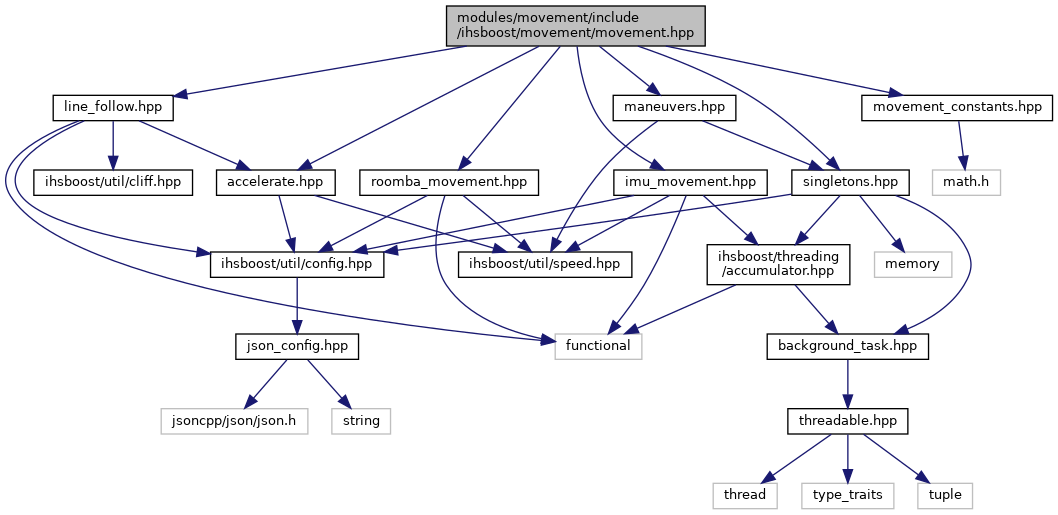 modules/movement/include
/ihsboost/movement/movement.hpp
line_follow.hpp
maneuvers.hpp
movement_constants.hpp
ihsboost/util/cliff.hpp
accelerate.hpp
roomba_movement.hpp
imu_movement.hpp
singletons.hpp
math.h
ihsboost/util/config.hpp
ihsboost/util/speed.hpp
ihsboost/threading
/accumulator.hpp
memory
json_config.hpp
functional
background_task.hpp
jsoncpp/json/json.h
string
threadable.hpp
thread
type_traits
tuple